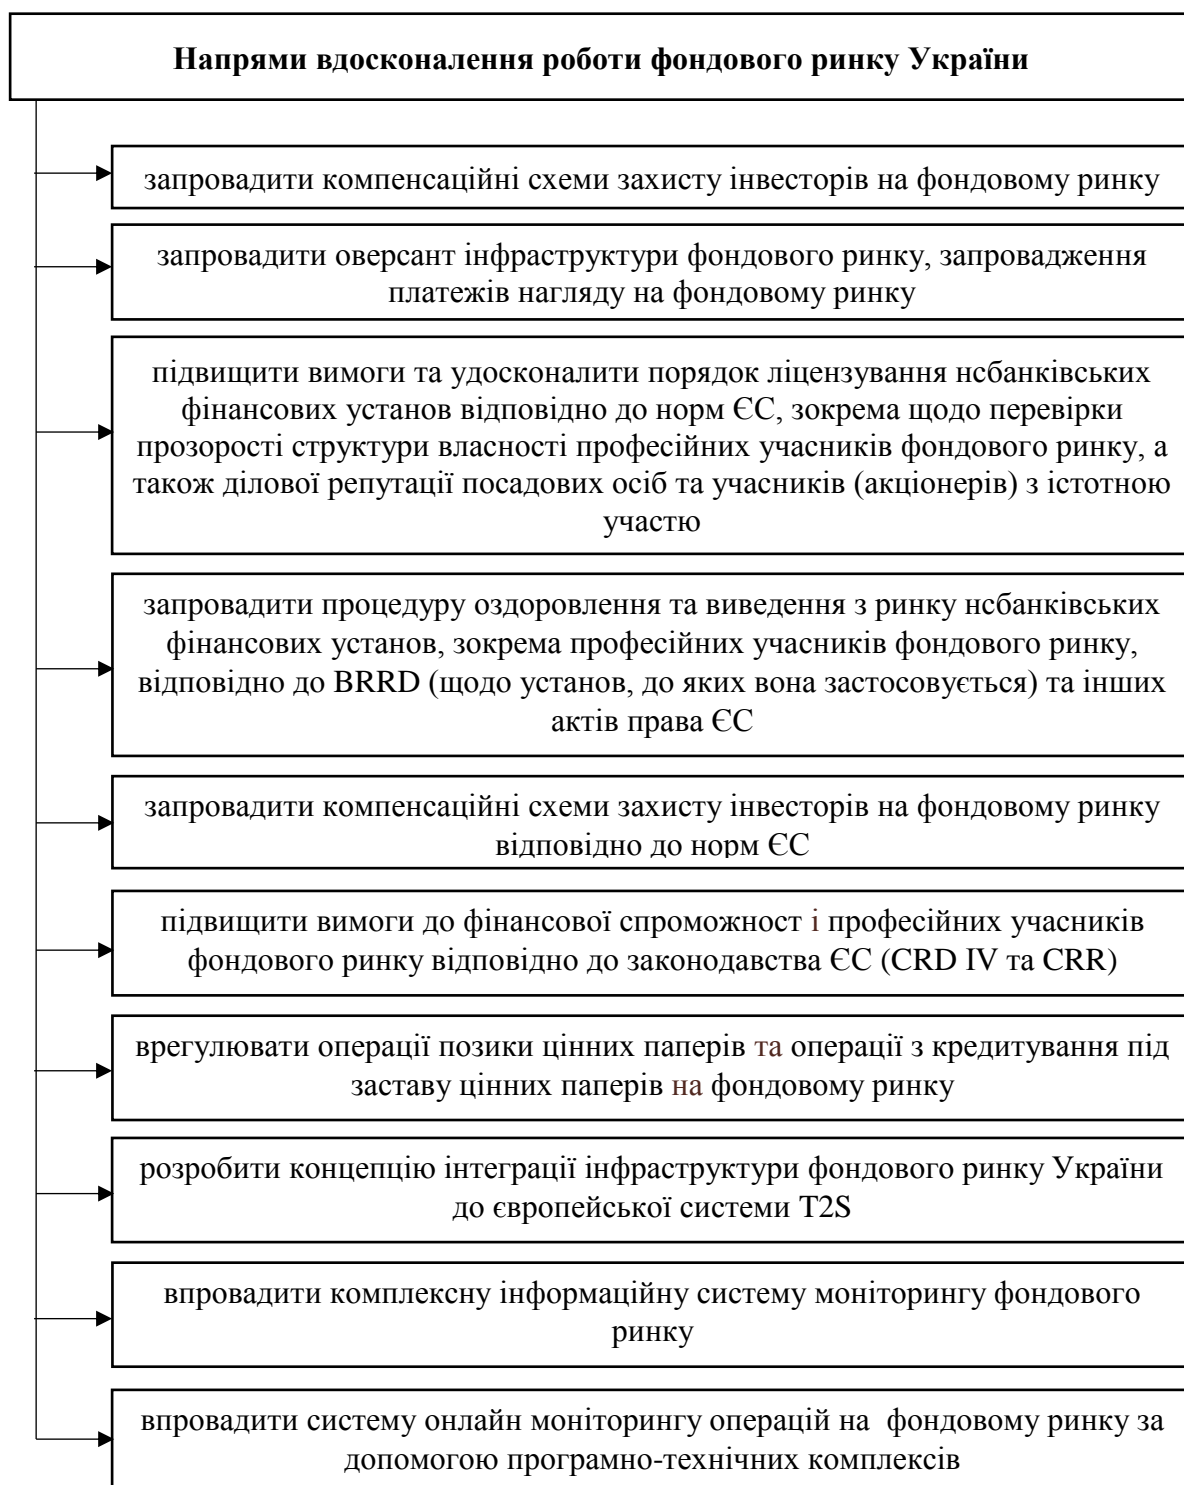 Напрями вдосконалення роботи фондового ринку України
запровадити компенсаційні схеми захисту інвесторів на фондовому ринку
запровадити оверсант інфраструктури фондового ринку, запровадження
платежів нагляду на фондовому ринку
підвищити вимоги та удосконалити порядок ліцензування нсбанківських
фінансових установ відповідно до норм ЄС, зокрема щодо перевірки
прозорості структури власності професійних учасників фондового ринку, а
також ділової репутації посадових осіб та учасників (акціонерів) з істотною
участю
запровадити процедуру оздоровлення та виведення з ринку нсбанківських
фінансових установ, зокрема професійних учасників фондового ринку,
відповідно до BRRD (щодо установ, до яких вона застосовується) та інших
актів права ЄС
запровадити компенсаційні схеми захисту інвесторів на фондовому ринку
відповідно до норм ЄС
підвищити вимоги до фінансової спроможност і професійних учасників
фондового ринку відповідно до законодавства ЄС (CRD IV та CRR)
врегулювати операції позики цінних паперів та операції з кредитування під
заставу цінних паперів на фондовому ринку
розробити концепцію інтеграції інфраструктури фондового ринку України
до європейської системи T2S
впровадити комплексну інформаційну систему моніторингу фондового
ринку
впровадити систему онлайн моніторингу операцій на  фондовому ринку за
допомогою програмно-технічних комплексів